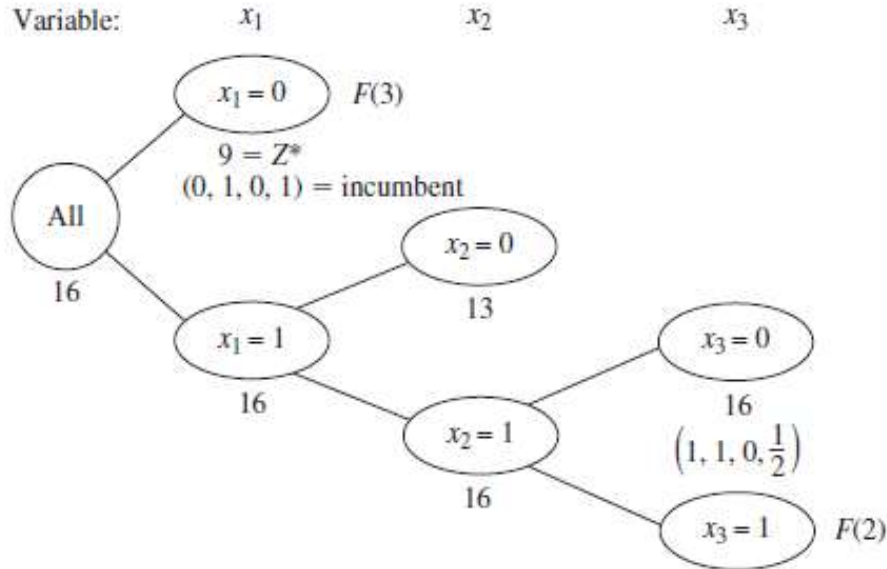 Variable: x₁ x₂ x₃
x₁ = 0 F(3)
9 = Z*
(0, 1, 0, 1) = incumbent
All
16
x₂ = 0
13
x₁ = 1
16
x₃ = 0
16
(1, 1, 0, 1/2)
x₂ = 1
16
x₃ = 1 F(2)